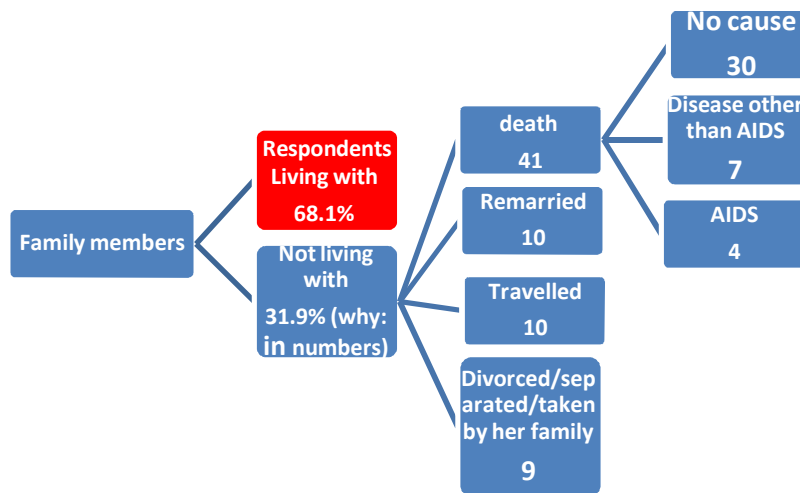 Family members
Respondents
Living with
68.1%
Not living
with
31.9% (why:
in numbers)
death
41
Remarried
10
Travelled
10
Divorced/sep
arated/taken
by her family
9
No cause
30
Disease other
than AIDS
7
AIDS
4